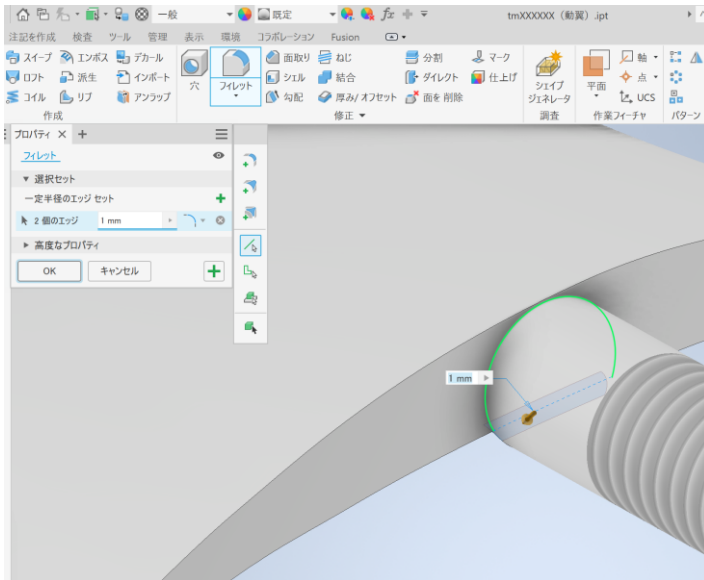 一般 既定 fx tmXXXXXX（動翼）.ipt
注記を作成 検査 ツール 管理 表示 環境 コラボレーション Fusion
スイープ エンボス デカール 面取り ねじ 分割 マーク 軸
ロフト 派生 インポート シェル 結合 ダイレクト 仕上げ 点
コイル リブ アンラップ 穴 フィレット 勾配 厚み/オフセット 面を削除 シェイプ ジェネレータ 平面 UCS
作成 修正 調査 作業フィーチャ パターン
プロパティ × +
フィレット
選択セット
一定半径のエッジ セット
2 個のエッジ 1 mm
高度なプロパティ
OK キャンセル
1 mm